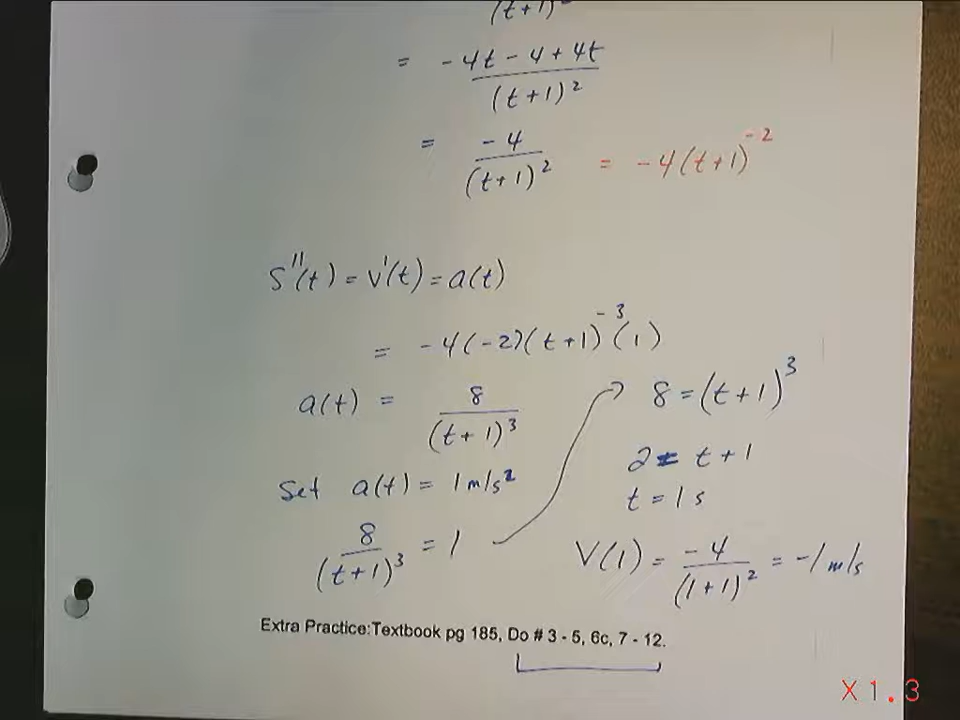 (t+1)²
= -4t - 4 + 4t / (t+1)²
= -4 / (t+1)² = -4(t+1)⁻²
S''(t) = v'(t) = a(t)
= -4(-2)(t+1)⁻³(1)
a(t) = 8 / (t+1)³
8 = (t+1)³
2 = t+1
Set a(t) = 1 m/s²
t = 1 s
8 / (t+1)³ = 1
V(1) = -4 / (1+1)² = -1 m/s
Extra Practice:Textbook pg 185, Do # 3 - 5, 6c, 7 - 12.
X1.3